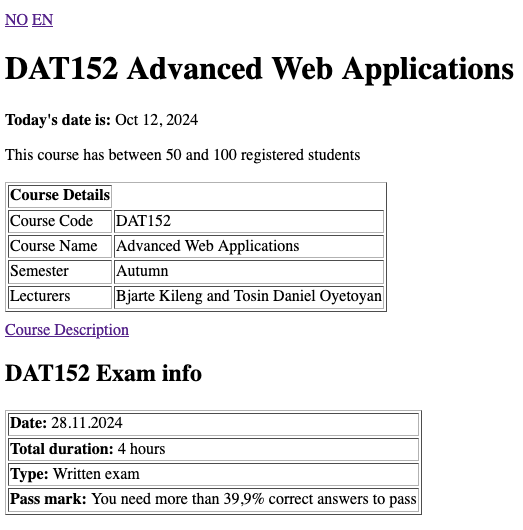 NO EN
DAT152 Advanced Web Applications
Today's date is: Oct 12, 2024
This course has between 50 and 100 registered students
Course Details
Course Code DAT152
Course Name Advanced Web Applications
Semester Autumn
Lecturers Bjarte Kileng and Tosin Daniel Oyetoyan
Course Description
DAT152 Exam info
Date: 28.11.2024
Total duration: 4 hours
Type: Written exam
Pass mark: You need more than 39,9% correct answers to pass